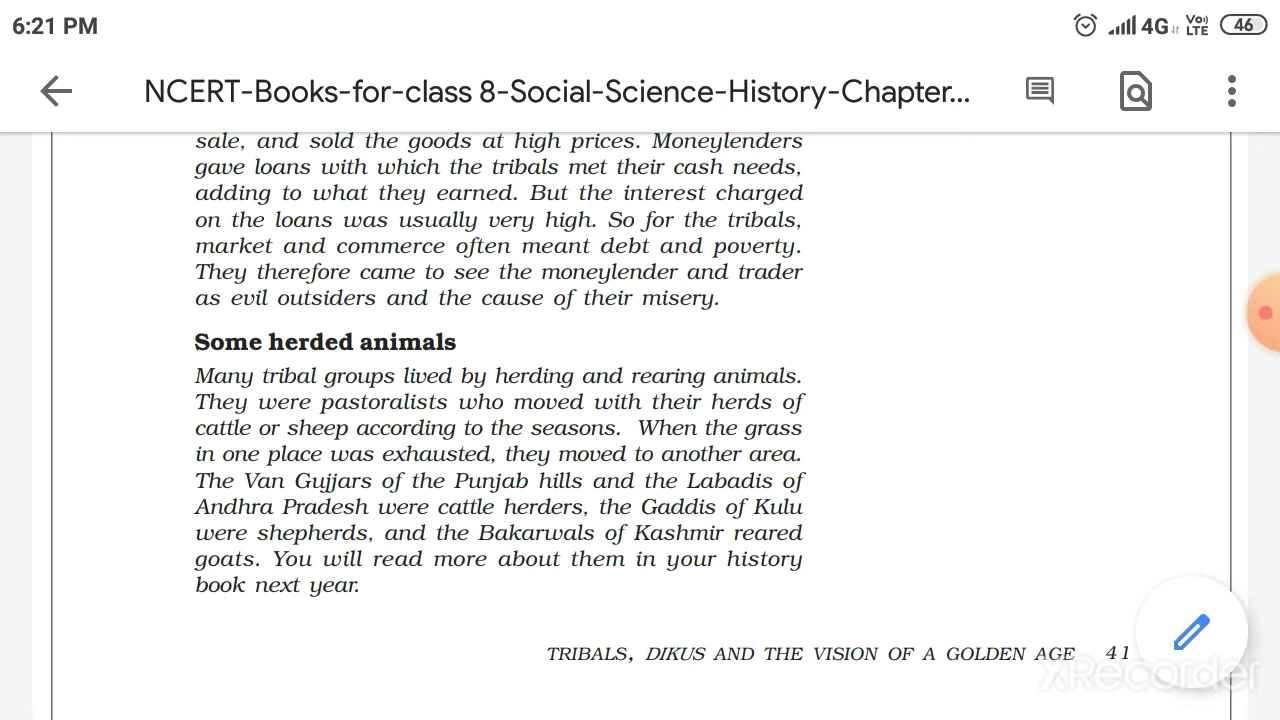 6:21 PM
4G
Vo))
LTE
46
NCERT-Books-for-class 8-Social-Science-History-Chapter...
sale, and sold the goods at high prices. Moneylenders
gave loans with which the tribals met their cash needs,
adding to what they earned. But the interest charged
on the loans was usually very high. So for the tribals,
market and commerce often meant debt and poverty.
They therefore came to see the moneylender and trader
as evil outsiders and the cause of their misery.
Some herded animals
Many tribal groups lived by herding and rearing animals.
They were pastoralists who moved with their herds of
cattle or sheep according to the seasons. When the grass
in one place was exhausted, they moved to another area.
The Van Gujjars of the Punjab hills and the Labadis of
Andhra Pradesh were cattle herders, the Gaddis of Kulu
were shepherds, and the Bakarwals of Kashmir reared
goats. You will read more about them in your history
book next year.
TRIBALS, DIKUS AND THE VISION OF A GOLDEN AGE 41
XRecorder